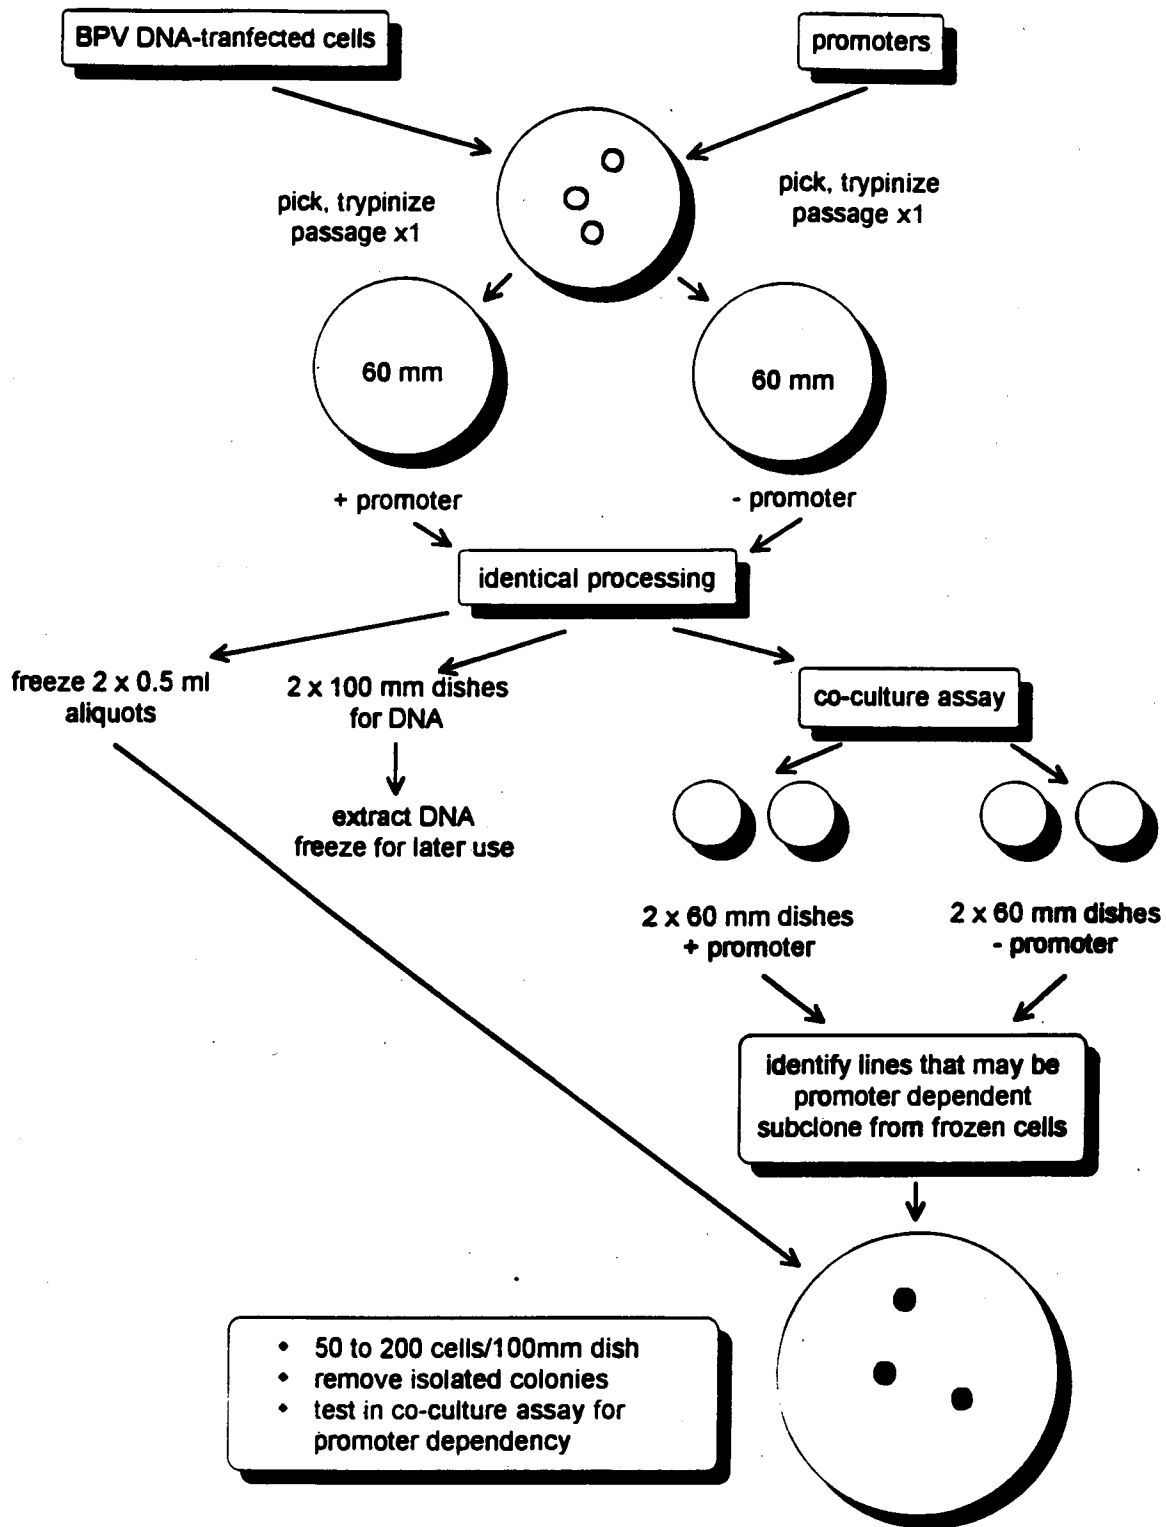 BPV DNA-tranfected cells
promoters
pick, trypinize
passage x1
pick, trypinize
passage x1
60 mm
60 mm
+ promoter
- promoter
identical processing
freeze 2 x 0.5 ml
aliquots
2 x 100 mm dishes
for DNA
co-culture assay
extract DNA
freeze for later use
2 x 60 mm dishes
+ promoter
2 x 60 mm dishes
- promoter
identify lines that may be
promoter dependent
subclone from frozen cells
• 50 to 200 cells/100mm dish
• remove isolated colonies
• test in co-culture assay for
promoter dependency